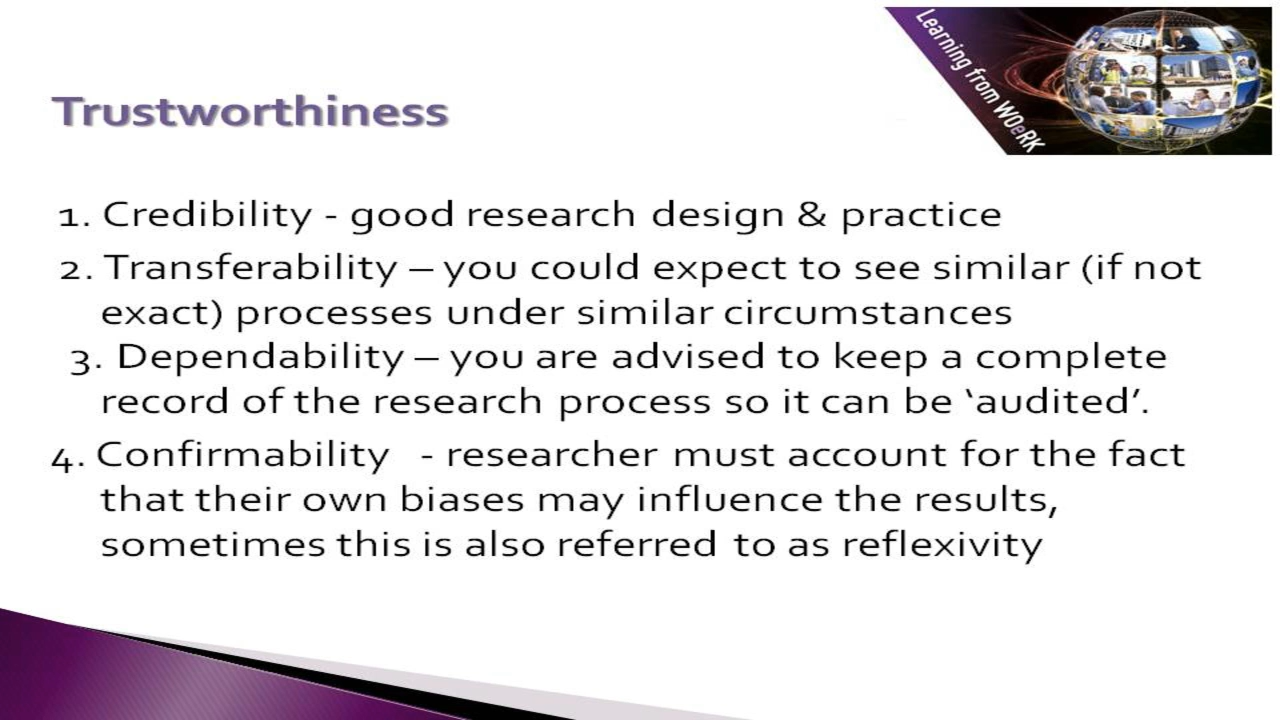 Learning from WOeRK
Trustworthiness
1. Credibility - good research design & practice
2. Transferability – you could expect to see similar (if not
exact) processes under similar circumstances
3. Dependability – you are advised to keep a complete
record of the research process so it can be ‘audited’.
4. Confirmability - researcher must account for the fact
that their own biases may influence the results,
sometimes this is also referred to as reflexivity